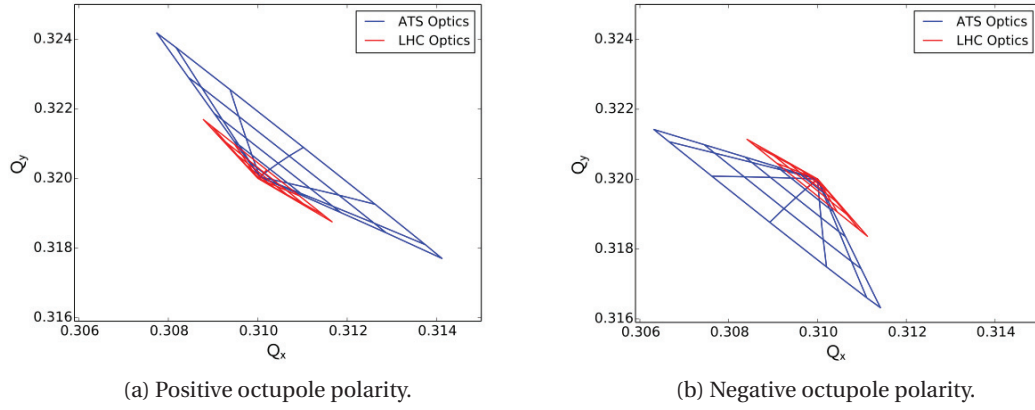 0.324
0.322
0.320
0.318
0.316
0.306
0.308
0.310
0.312
0.314
Qy
Qx
ATS Optics
LHC Optics
(a) Positive octupole polarity.
0.324
0.322
0.320
0.318
0.316
0.306
0.308
0.310
0.312
0.314
Qy
Qx
ATS Optics
LHC Optics
(b) Negative octupole polarity.